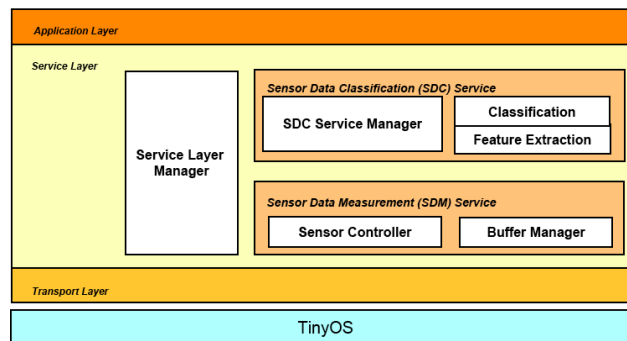 Application Layer
Service Layer
Sensor Data Classification (SDC) Service
SDC Service Manager
Classification
Feature Extraction
Service Layer
Manager
Sensor Data Measurement (SDM) Service
Sensor Controller
Buffer Manager
Transport Layer
TinyOS